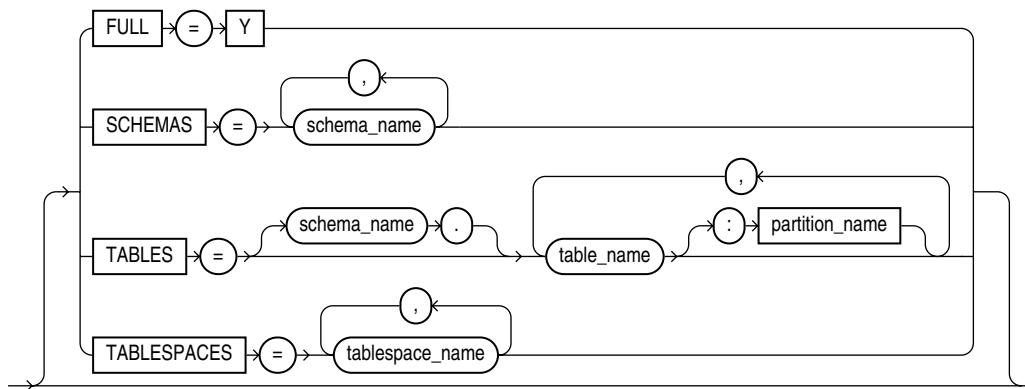 FULL = Y
,
SCHEMAS = schema_name
,
schema_name . : partition_name
TABLES = table_name
,
TABLESPACES = tablespace_name